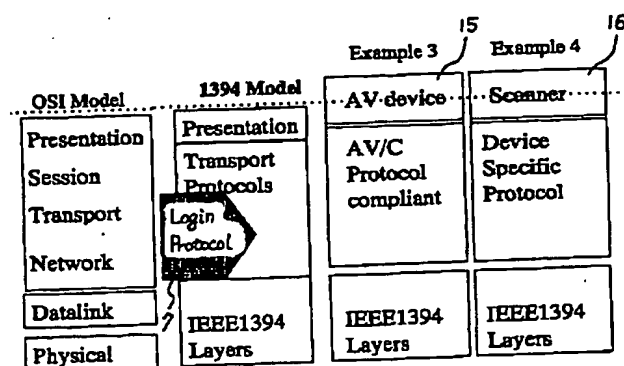 15
16
Example 3
Example 4
OSI Model
1394 Model
AV device
Scanner
Presentation
Session
Transport
Network
Datalink
Physical
Presentation
Transport
Protocols
Login
Protocol
7
IEEE1394
Layers
AV/C
Protocol
compliant
IEEE1394
Layers
Device
Specific
Protocol
IEEE1394
Layers